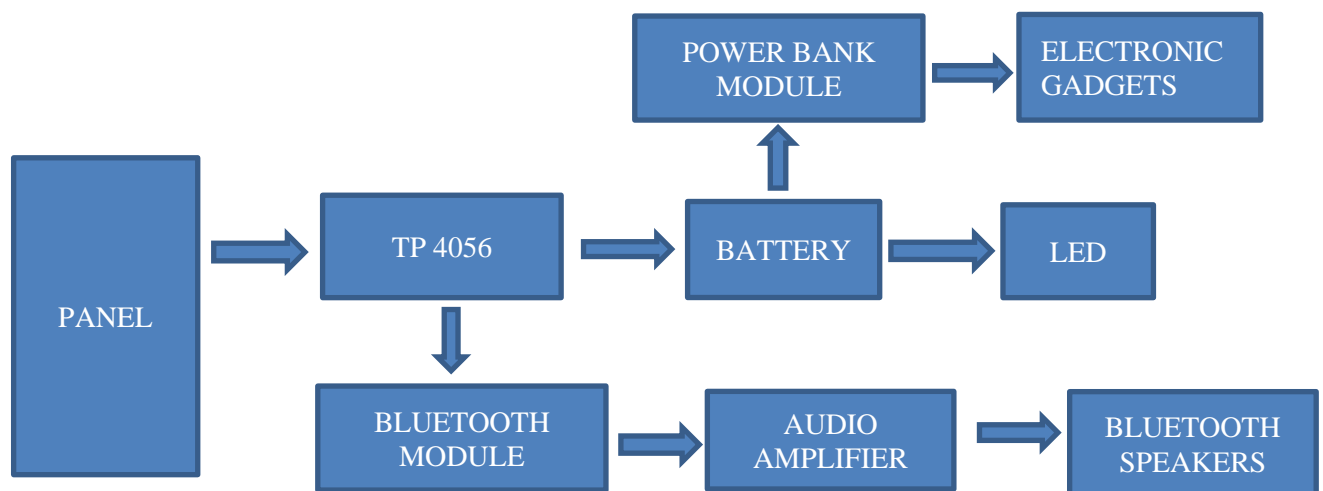 POWER BANK
MODULE
ELECTRONIC
GADGETS
PANEL
TP 4056
BATTERY
LED
BLUETOOTH
MODULE
AUDIO
AMPLIFIER
BLUETOOTH
SPEAKERS